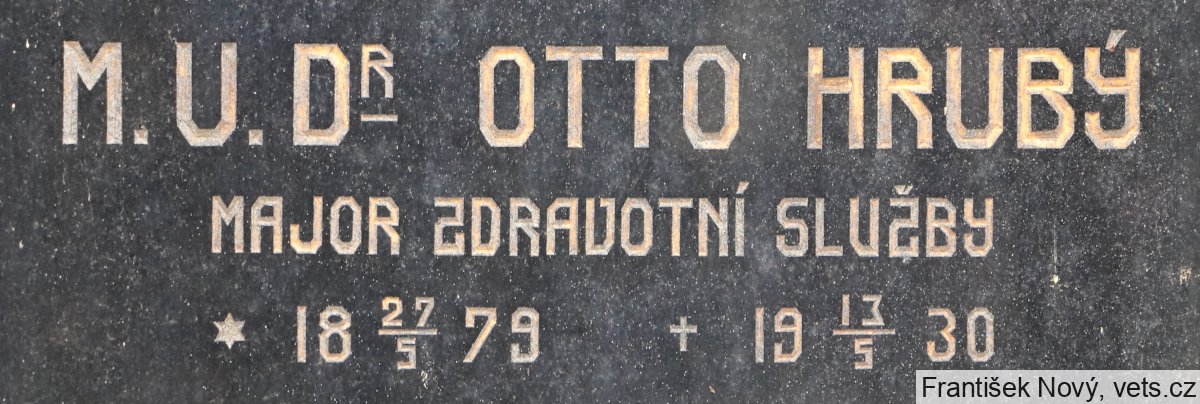 M.U.Dr OTTO HRUBÝ
MAJOR ZDRAVOTNÍ SLUŽBY
* 18 27/5 79 † 19 13/5 30
František Nový, vets.cz